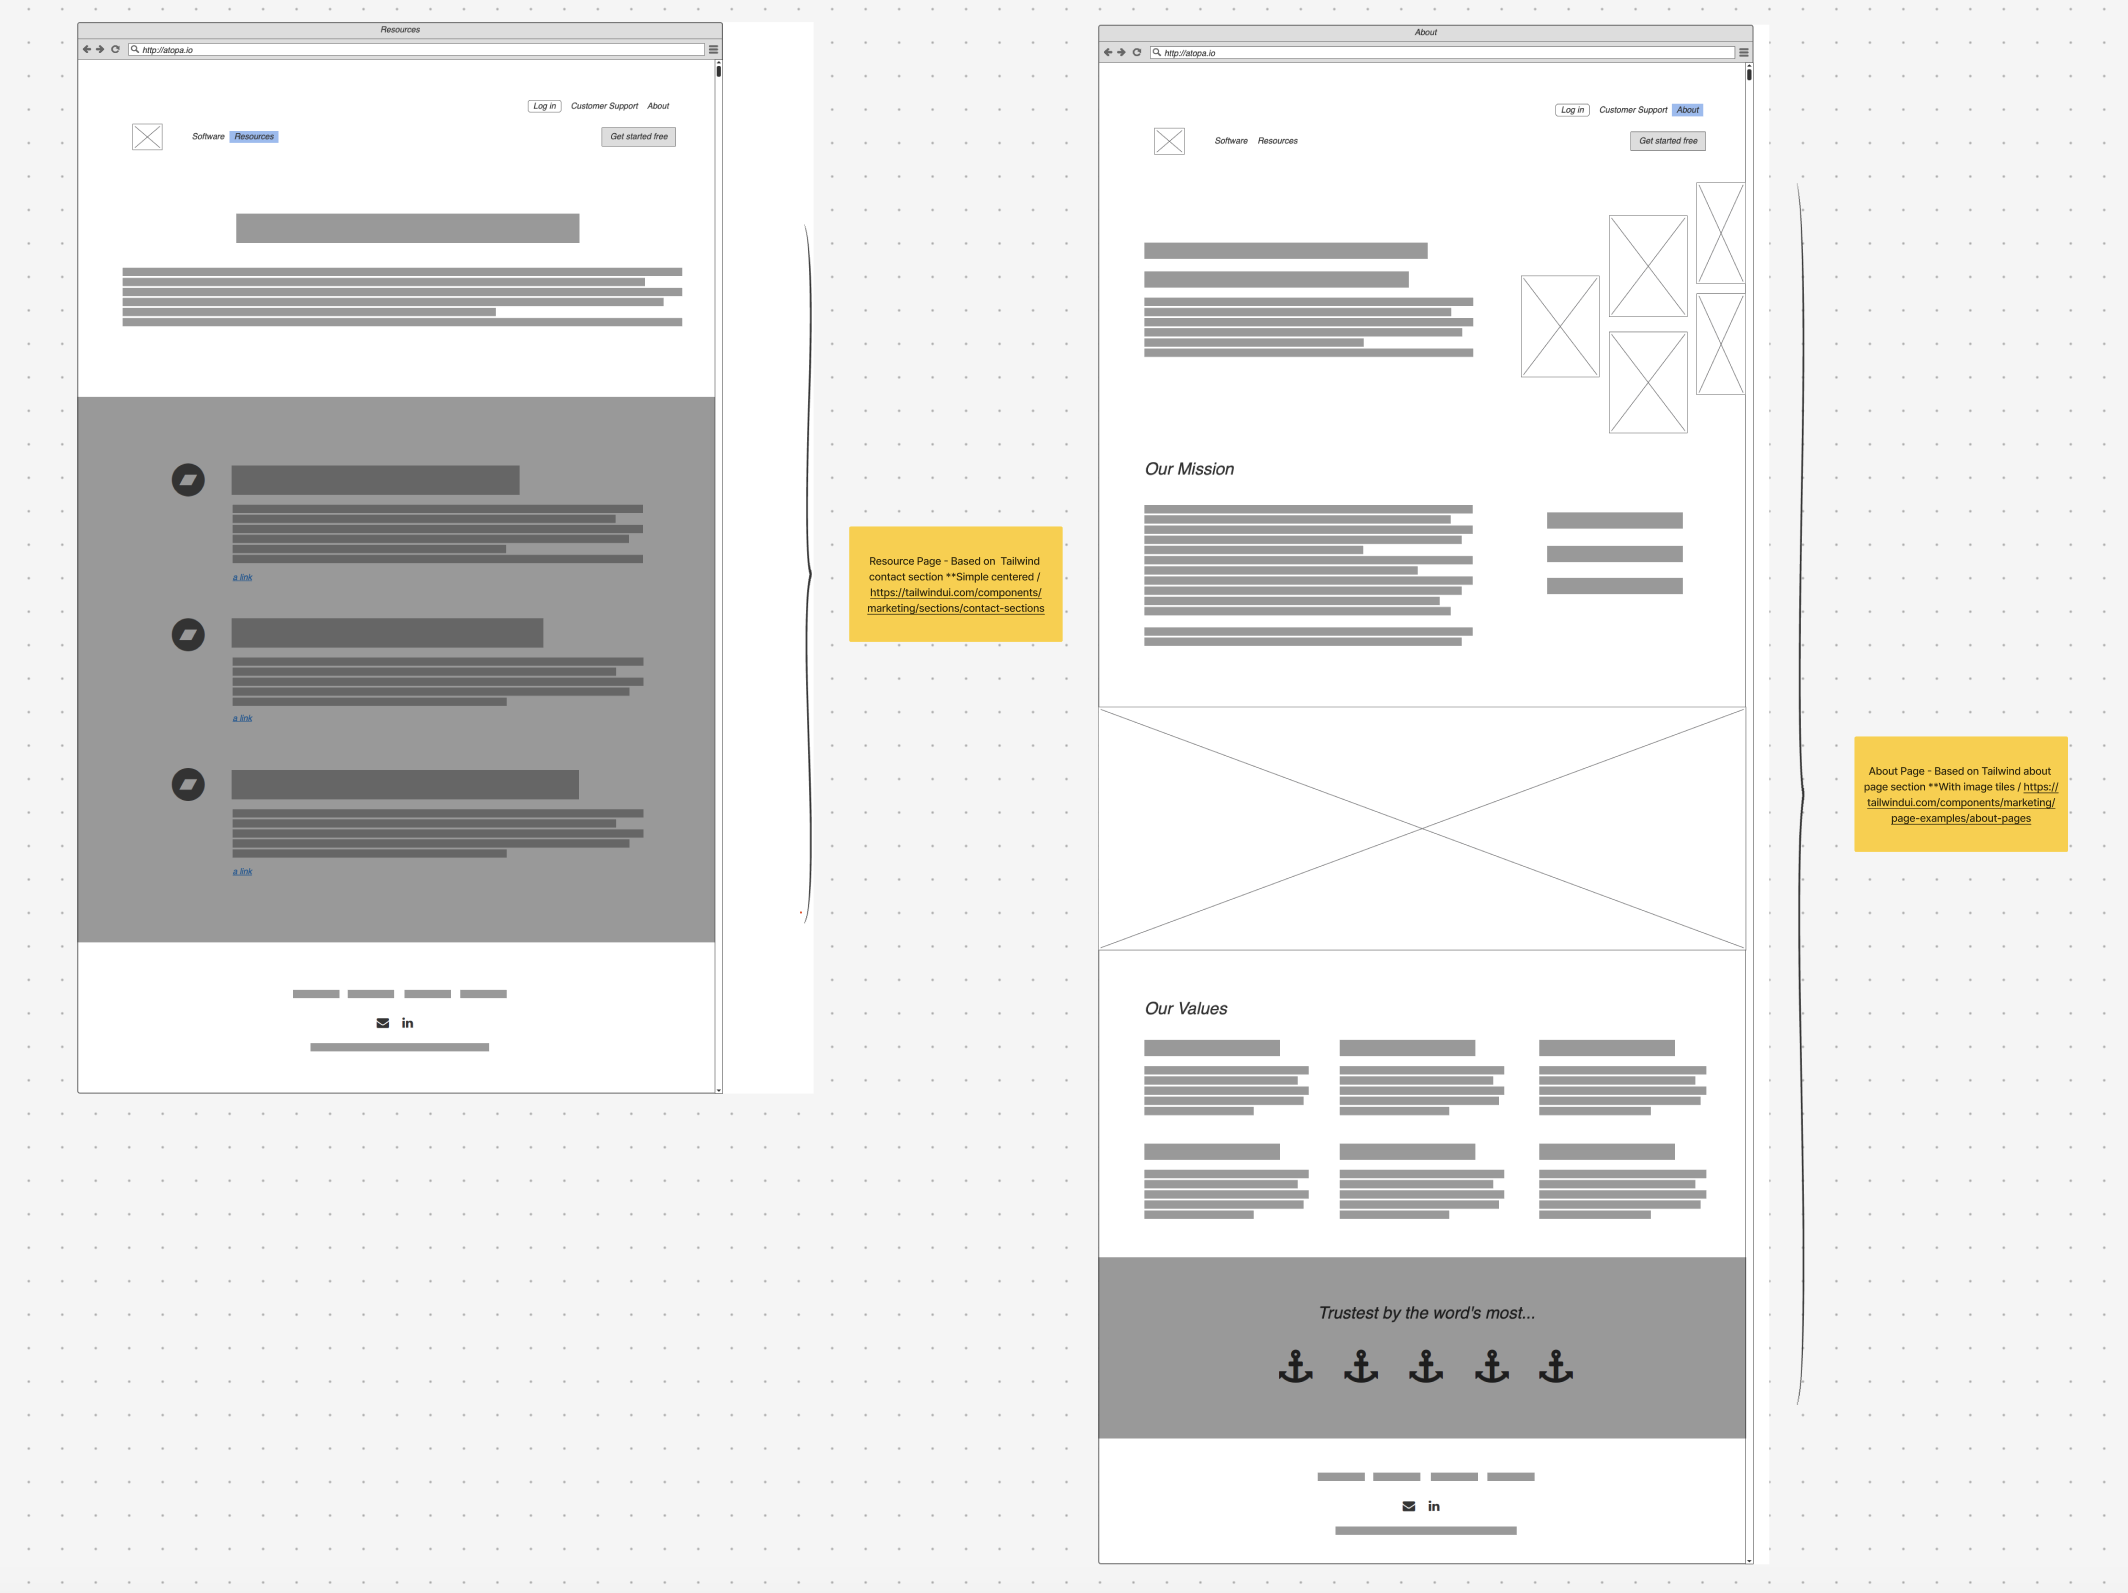 Resources
http://atopa.io
Log in Customer Support About
Software Resources Get started free
a link
a link
a link
in
Resource Page - Based on Tailwind
contact section **Simple centered /
https://tailwindui.com/components/
marketing/sections/contact-sections
About
http://atopa.io
Log in Customer Support About
Software Resources Get started free
Our Mission
Our Values
Trustest by the word's most...
in
About Page - Based on Tailwind about
page section **With image tiles / https://
tailwindui.com/components/marketing/
page-examples/about-pages